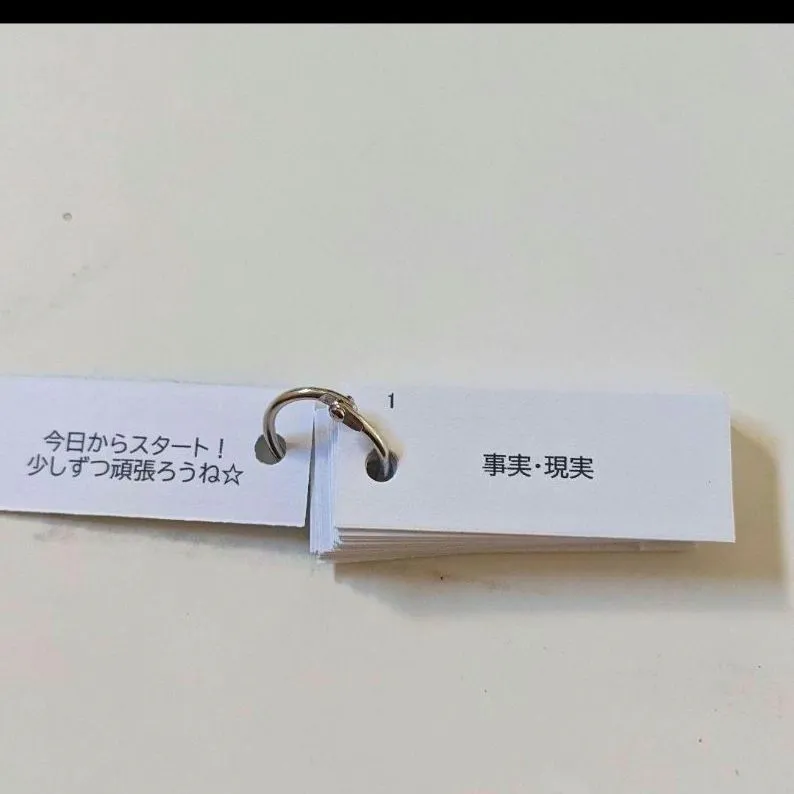 今日からスタート！
少しずつ頑張ろうね☆
1
事実・現実